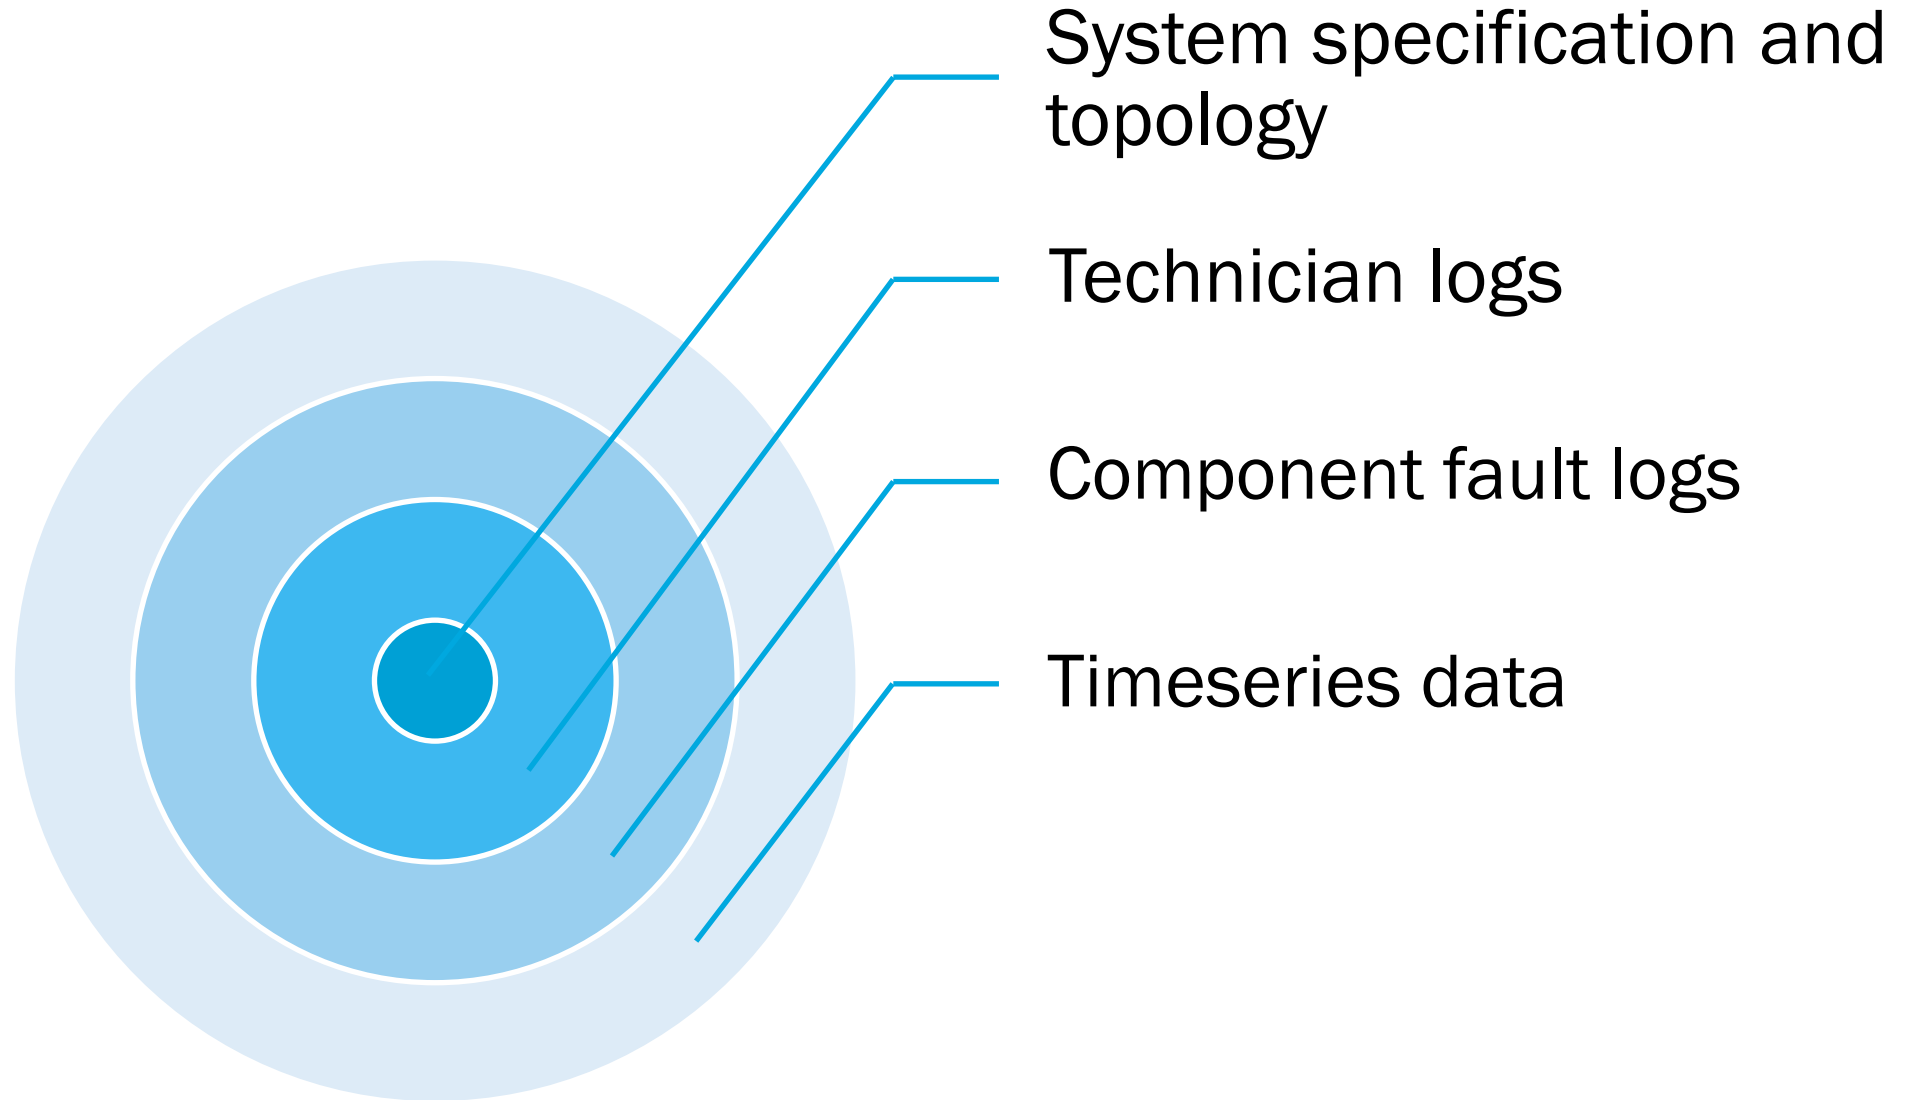 System specification and
topology
Technician logs
Component fault logs
Timeseries data